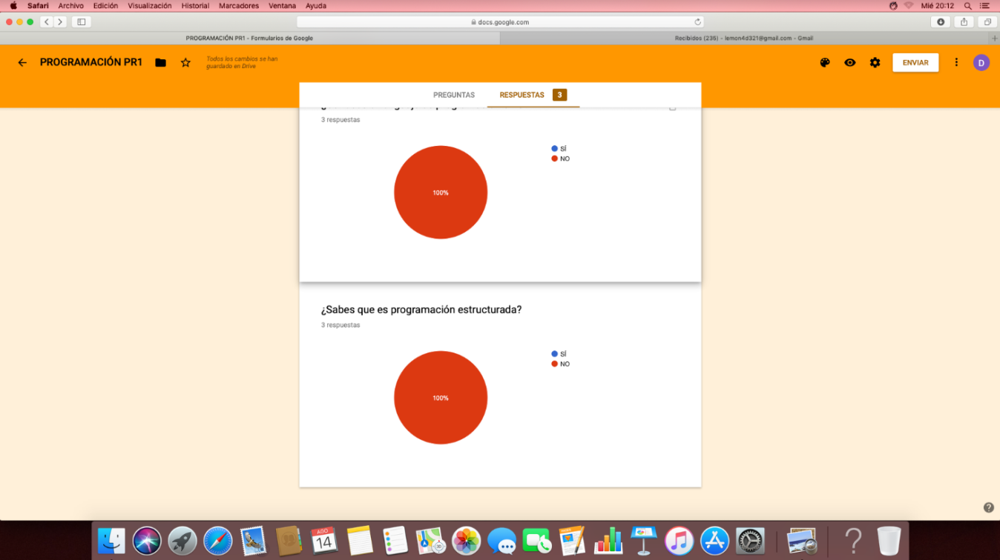 Safari Archivo Edición Visualización Historial Marcadores Ventana Ayuda Mié 20:12
docs.google.com
PROGRAMACIÓN PR1 - Formularios de Google Recibidos (235) - lemon4d321@gmail.com - Gmail
PROGRAMACIÓN PR1 Todos los cambios se han guardado en Drive ENVIAR D
PREGUNTAS RESPUESTAS 3
3 respuestas
SÍ
NO
100%
¿Sabes que es programación estructurada?
3 respuestas
SÍ
NO
100%
AGO
14